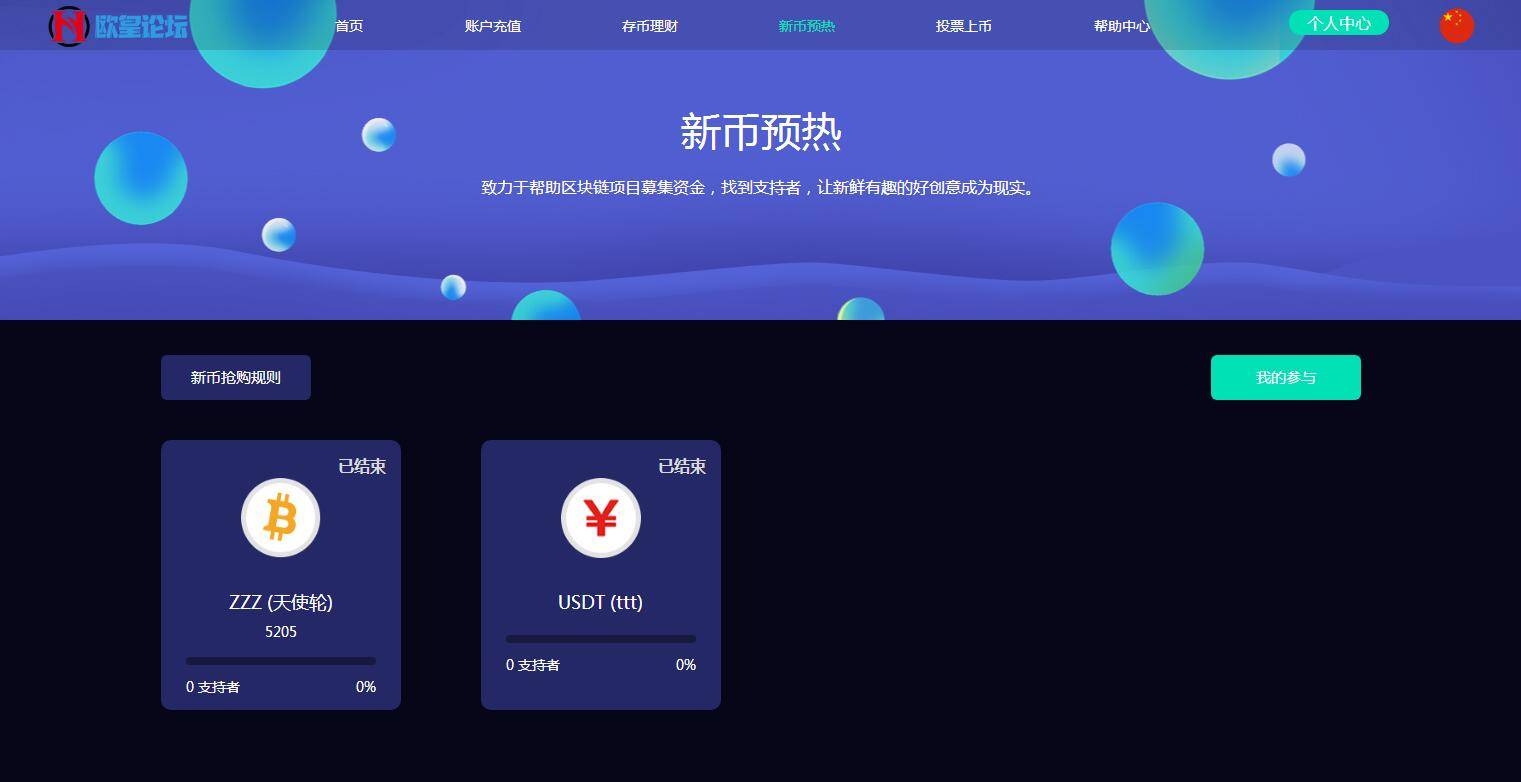 欧皇论坛
首页 账户充值 存币理财 新币预热 投票上币 帮助中心 个人中心
新币预热
致力于帮助区块链项目募集资金，找到支持者，让新鲜有趣的好创意成为现实。
新币抢购规则 我的参与
已结束
ZZZ (天使轮)
5205
0 支持者 0%
已结束
USDT (ttt)
0 支持者 0%